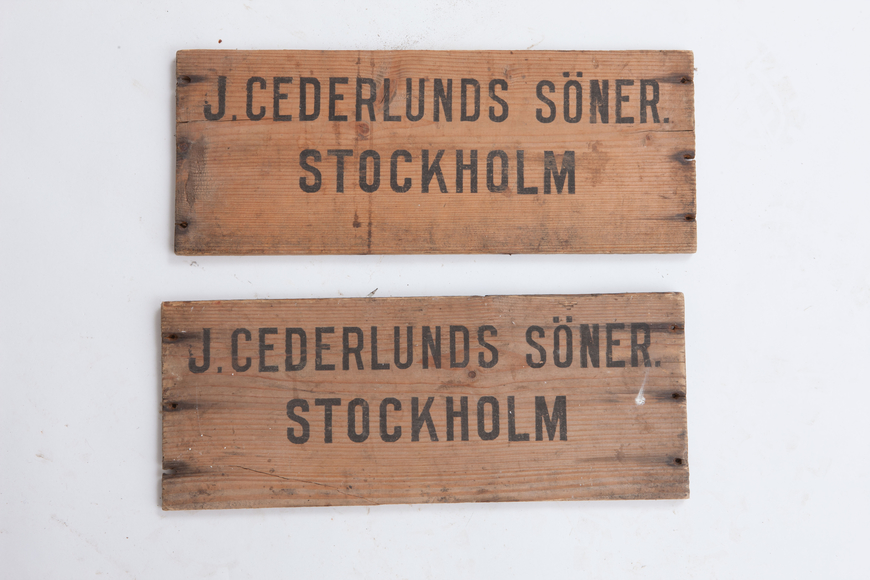 J. CEDERLUNDS SÖNER.
STOCKHOLM
J. CEDERLUNDS SÖNER.
STOCKHOLM